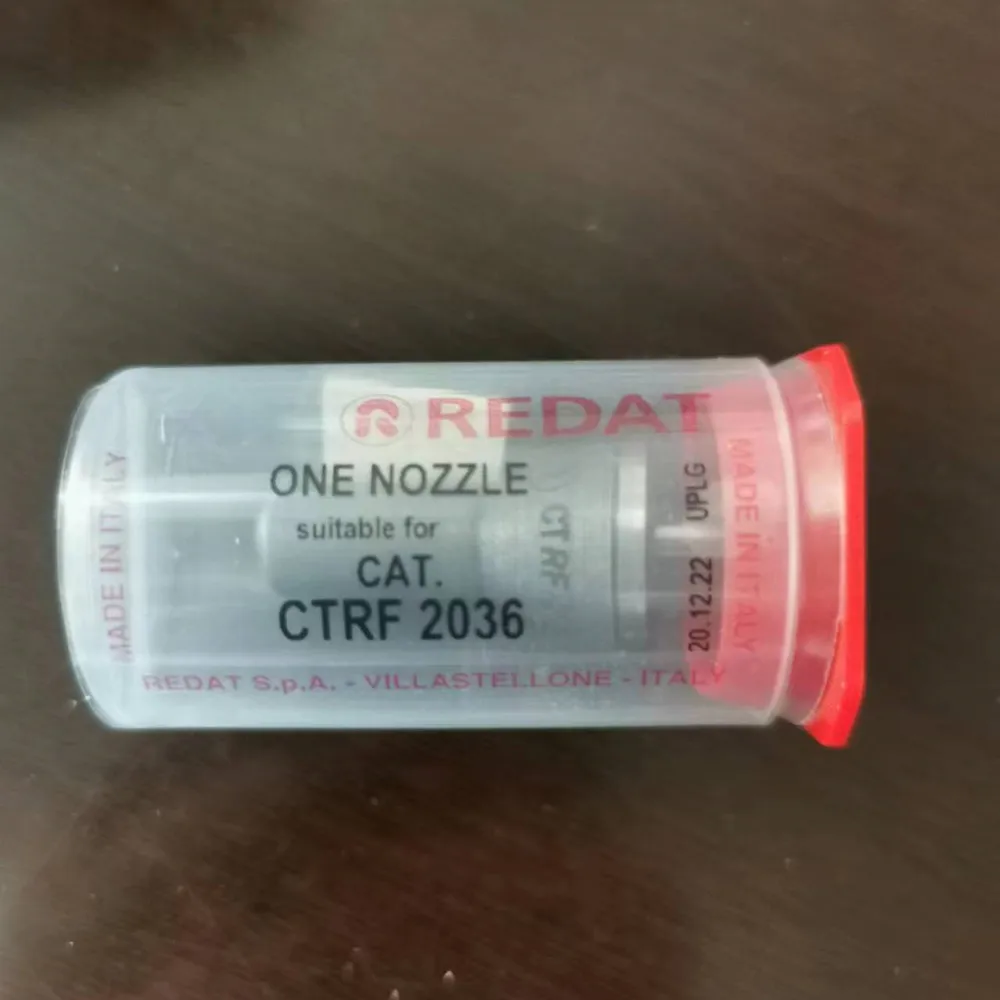 REDAT
ONE NOZZLE
suitable for
CAT.
CTRF 2036
REDAT S.p.A. - VILLASTELLONE - ITALY
MADE IN ITALY
20.12.22 UPLG
MADE IN ITALY
CTRF